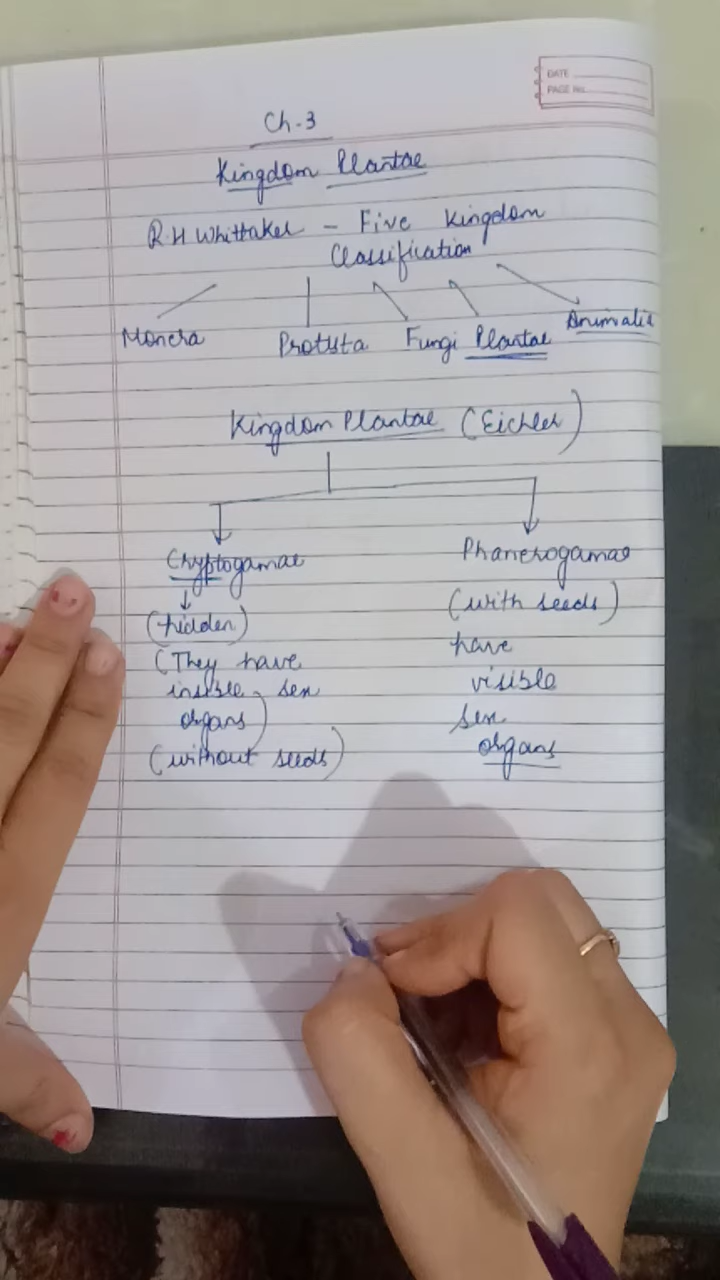 DATE
PAGE No.
Ch-3
Kingdom Plantae
R.H Whittaker - Five Kingdom
Classification
Monera Protista Fungi Plantae Animalia
Kingdom Plantae (Eichler)
Cryptogamae Phanerogamae
(hidden) (with seeds)
(They have have
insible sex visible
organs) sex
(without seeds) organs